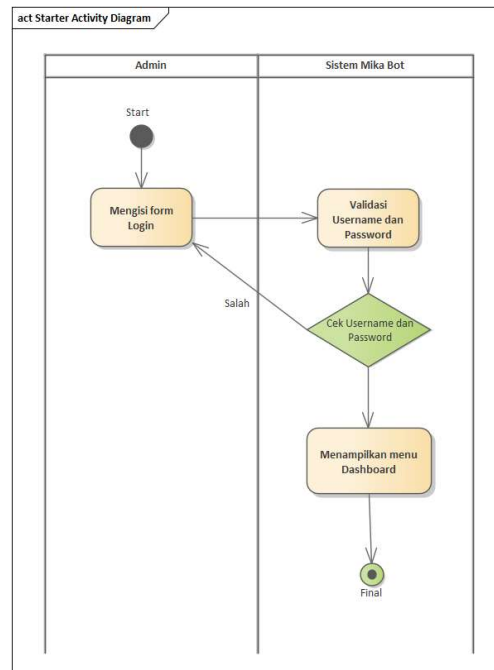 act Starter Activity Diagram
Admin
Sistem Mika Bot
Start
Mengisi form
Login
Validasi
Username dan
Password
Salah
Cek Username dan
Password
Menampilkan menu
Dashboard
Final